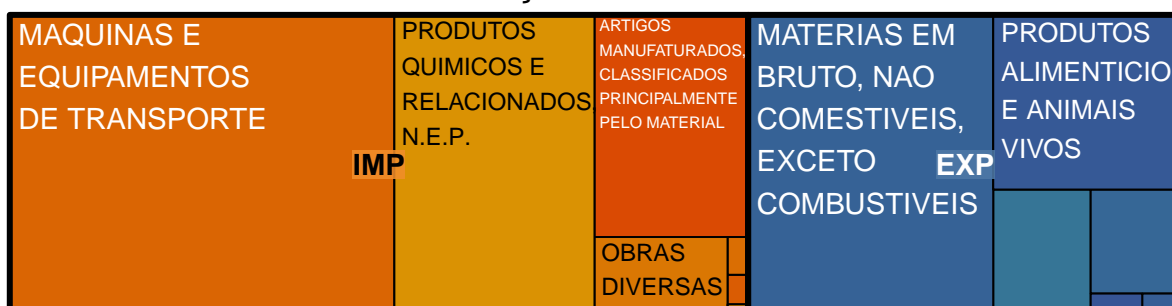 MAQUINAS E
EQUIPAMENTOS
DE TRANSPORTE
IMP
PRODUTOS
QUIMICOS E
RELACIONADOS
N.E.P.
ARTIGOS
MANUFATURADOS,
CLASSIFICADOS
PRINCIPALMENTE
PELO MATERIAL
OBRAS
DIVERSAS
MATERIAS EM
BRUTO, NAO
COMESTIVEIS,
EXCETO
COMBUSTIVEIS
EXP
PRODUTOS
ALIMENTICIO
E ANIMAIS
VIVOS